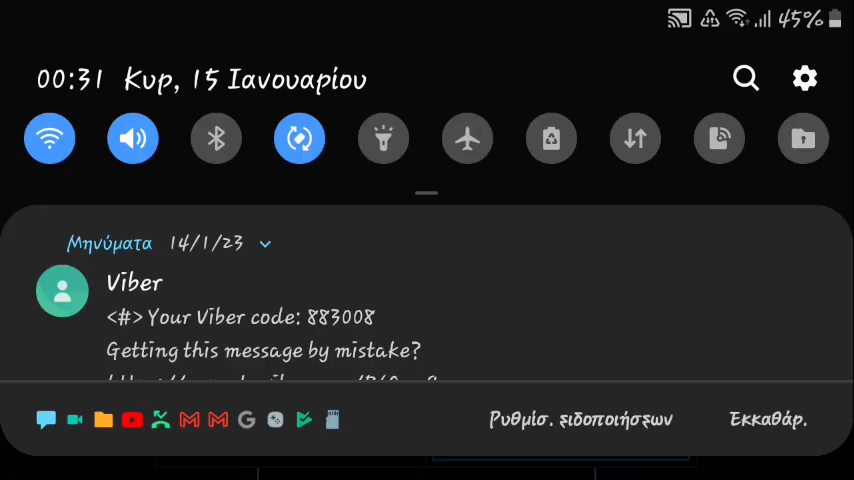 45%
00:31 Κυρ, 15 Ιανουαρίου
Μηνύματα 14/1/23
Viber
<#> Your Viber code: 883008
Getting this message by mistake?
Ρυθμίσ. ειδοποιήσεων Εκκαθάρ.